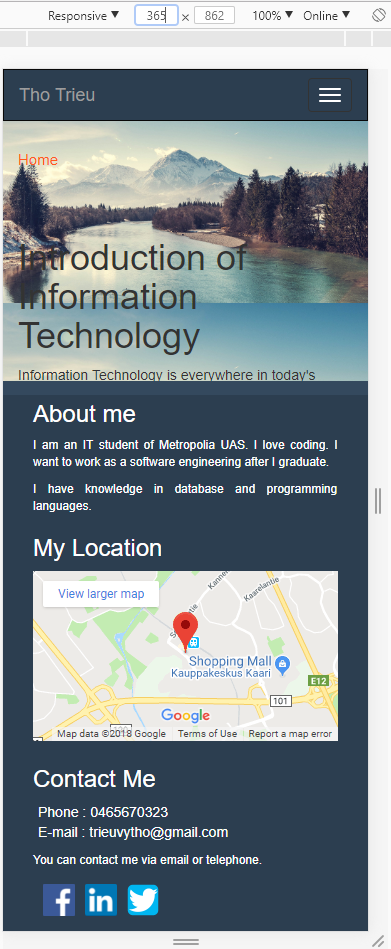 Responsive ▼ 365 × 862 100% ▼ Online ▼
Tho Trieu
Home
Introduction of
Information
Technology
Information Technology is everywhere in today's
About me
I am an IT student of Metropolia UAS. I love coding. I
want to work as a software engineering after I graduate.
I have knowledge in database and programming
languages.
My Location
View larger map
Kaarelantie
Shopping Mall
Kauppakeskus Kaari
E12
101
Google
Map data ©2018 Google Terms of Use Report a map error
Contact Me
Phone : 0465670323
E-mail : trieuvytho@gmail.com
You can contact me via email or telephone.
f in